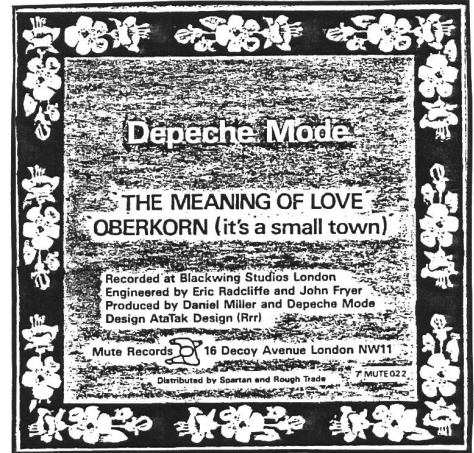 Depeche Mode
THE MEANING OF LOVE
OBERKORN (it's a small town)
Recorded at Blackwing Studios London
Engineered by Eric Radcliffe and John Fryer
Produced by Daniel Miller and Depeche Mode
Design AtaTak Design (Rrr)
Mute Records 16 Decoy Avenue London NW11
Distributed by Spartan and Rough Trade
7" MUTE022